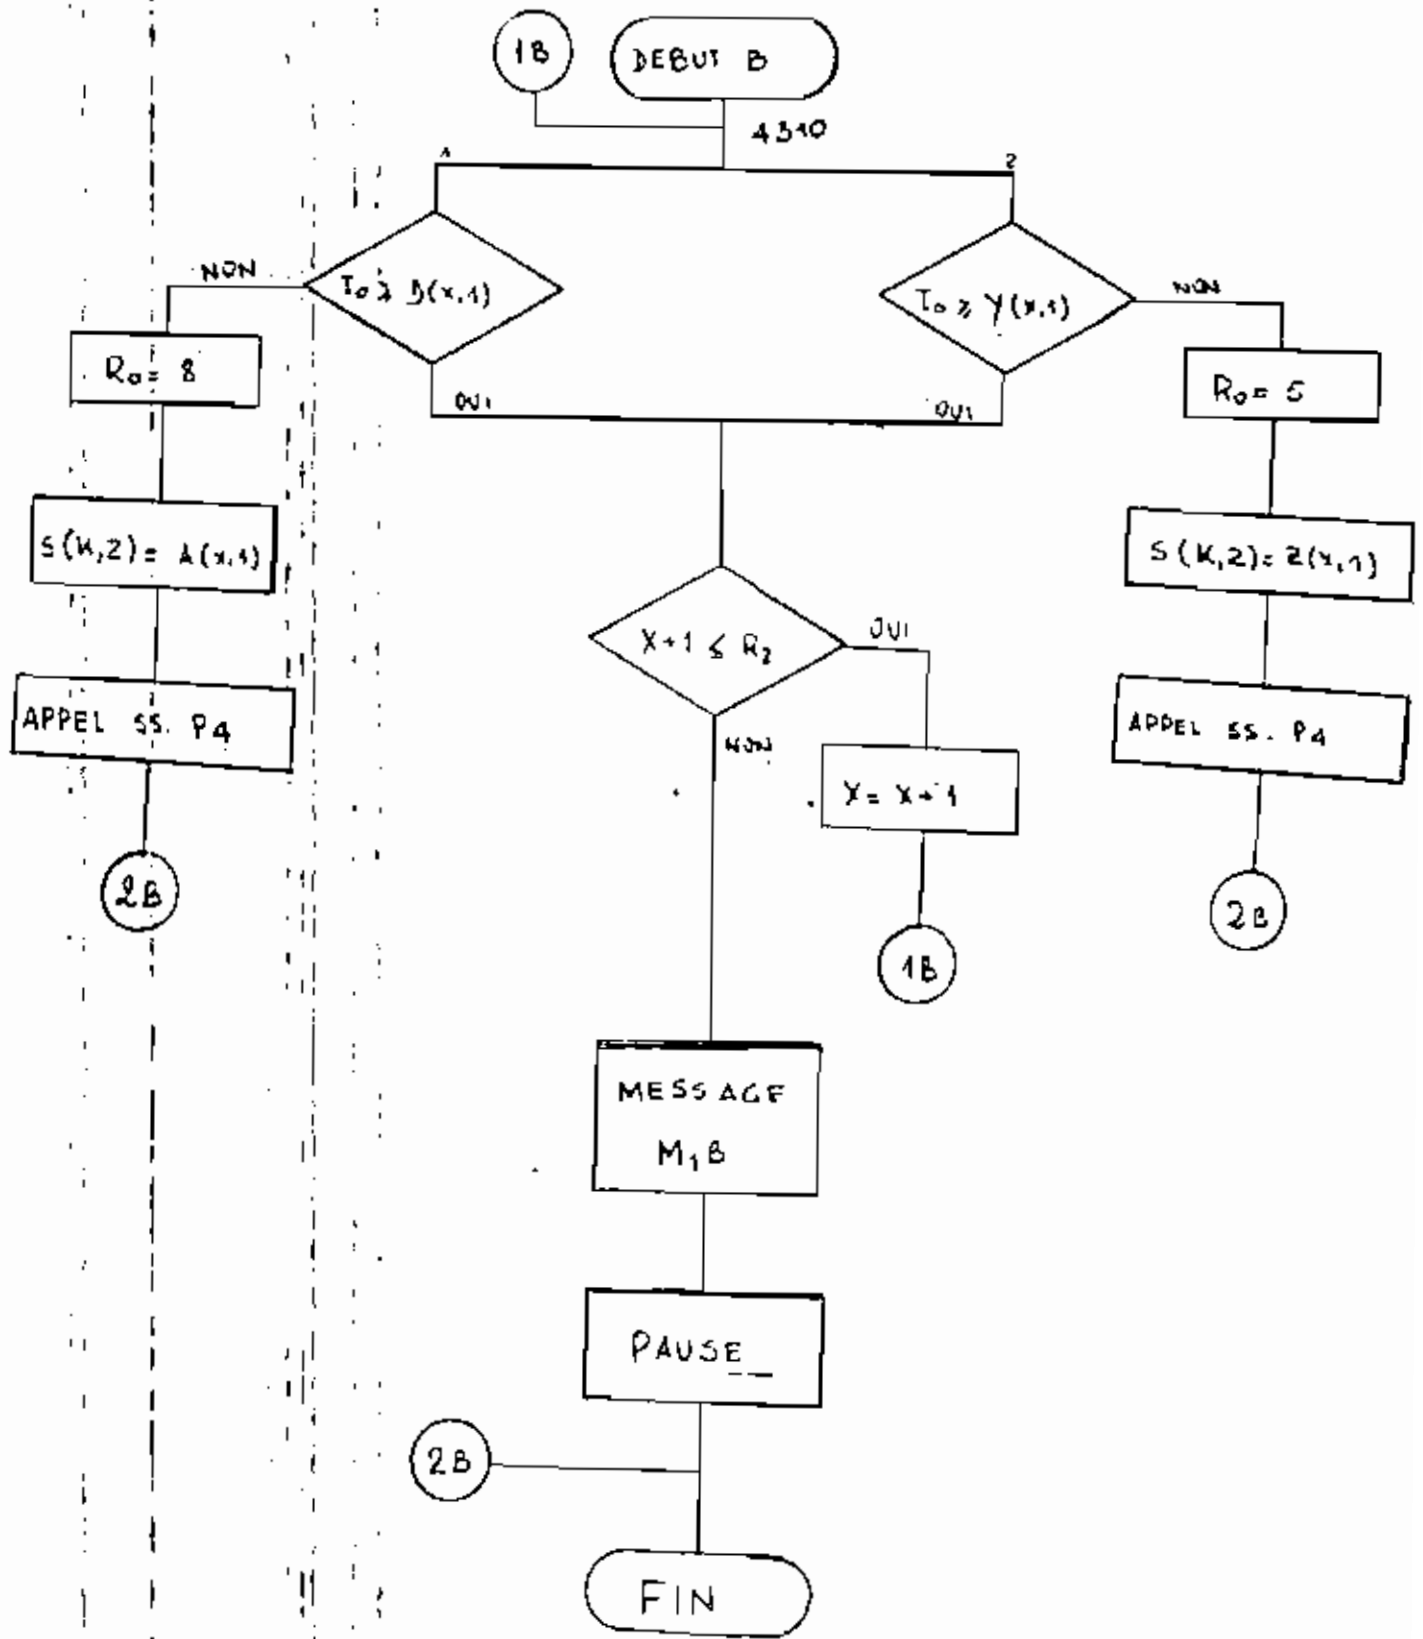 1B
DEBUT B
4310
1
2
NON
T₀ ≥ B(x,1)
T₀ ≥ Y(x,1)
NON
R₀ = 8
OUI
OUI
R₀ = 5
S(K,2) = A(x,1)
S(K,2) = Z(x,1)
X+1 ≤ R₂
OUI
APPEL SS. P4
NON
APPEL SS. P4
X = X+1
2B
2B
1B
MESSAGE
M₁B
PAUSE
2B
FIN